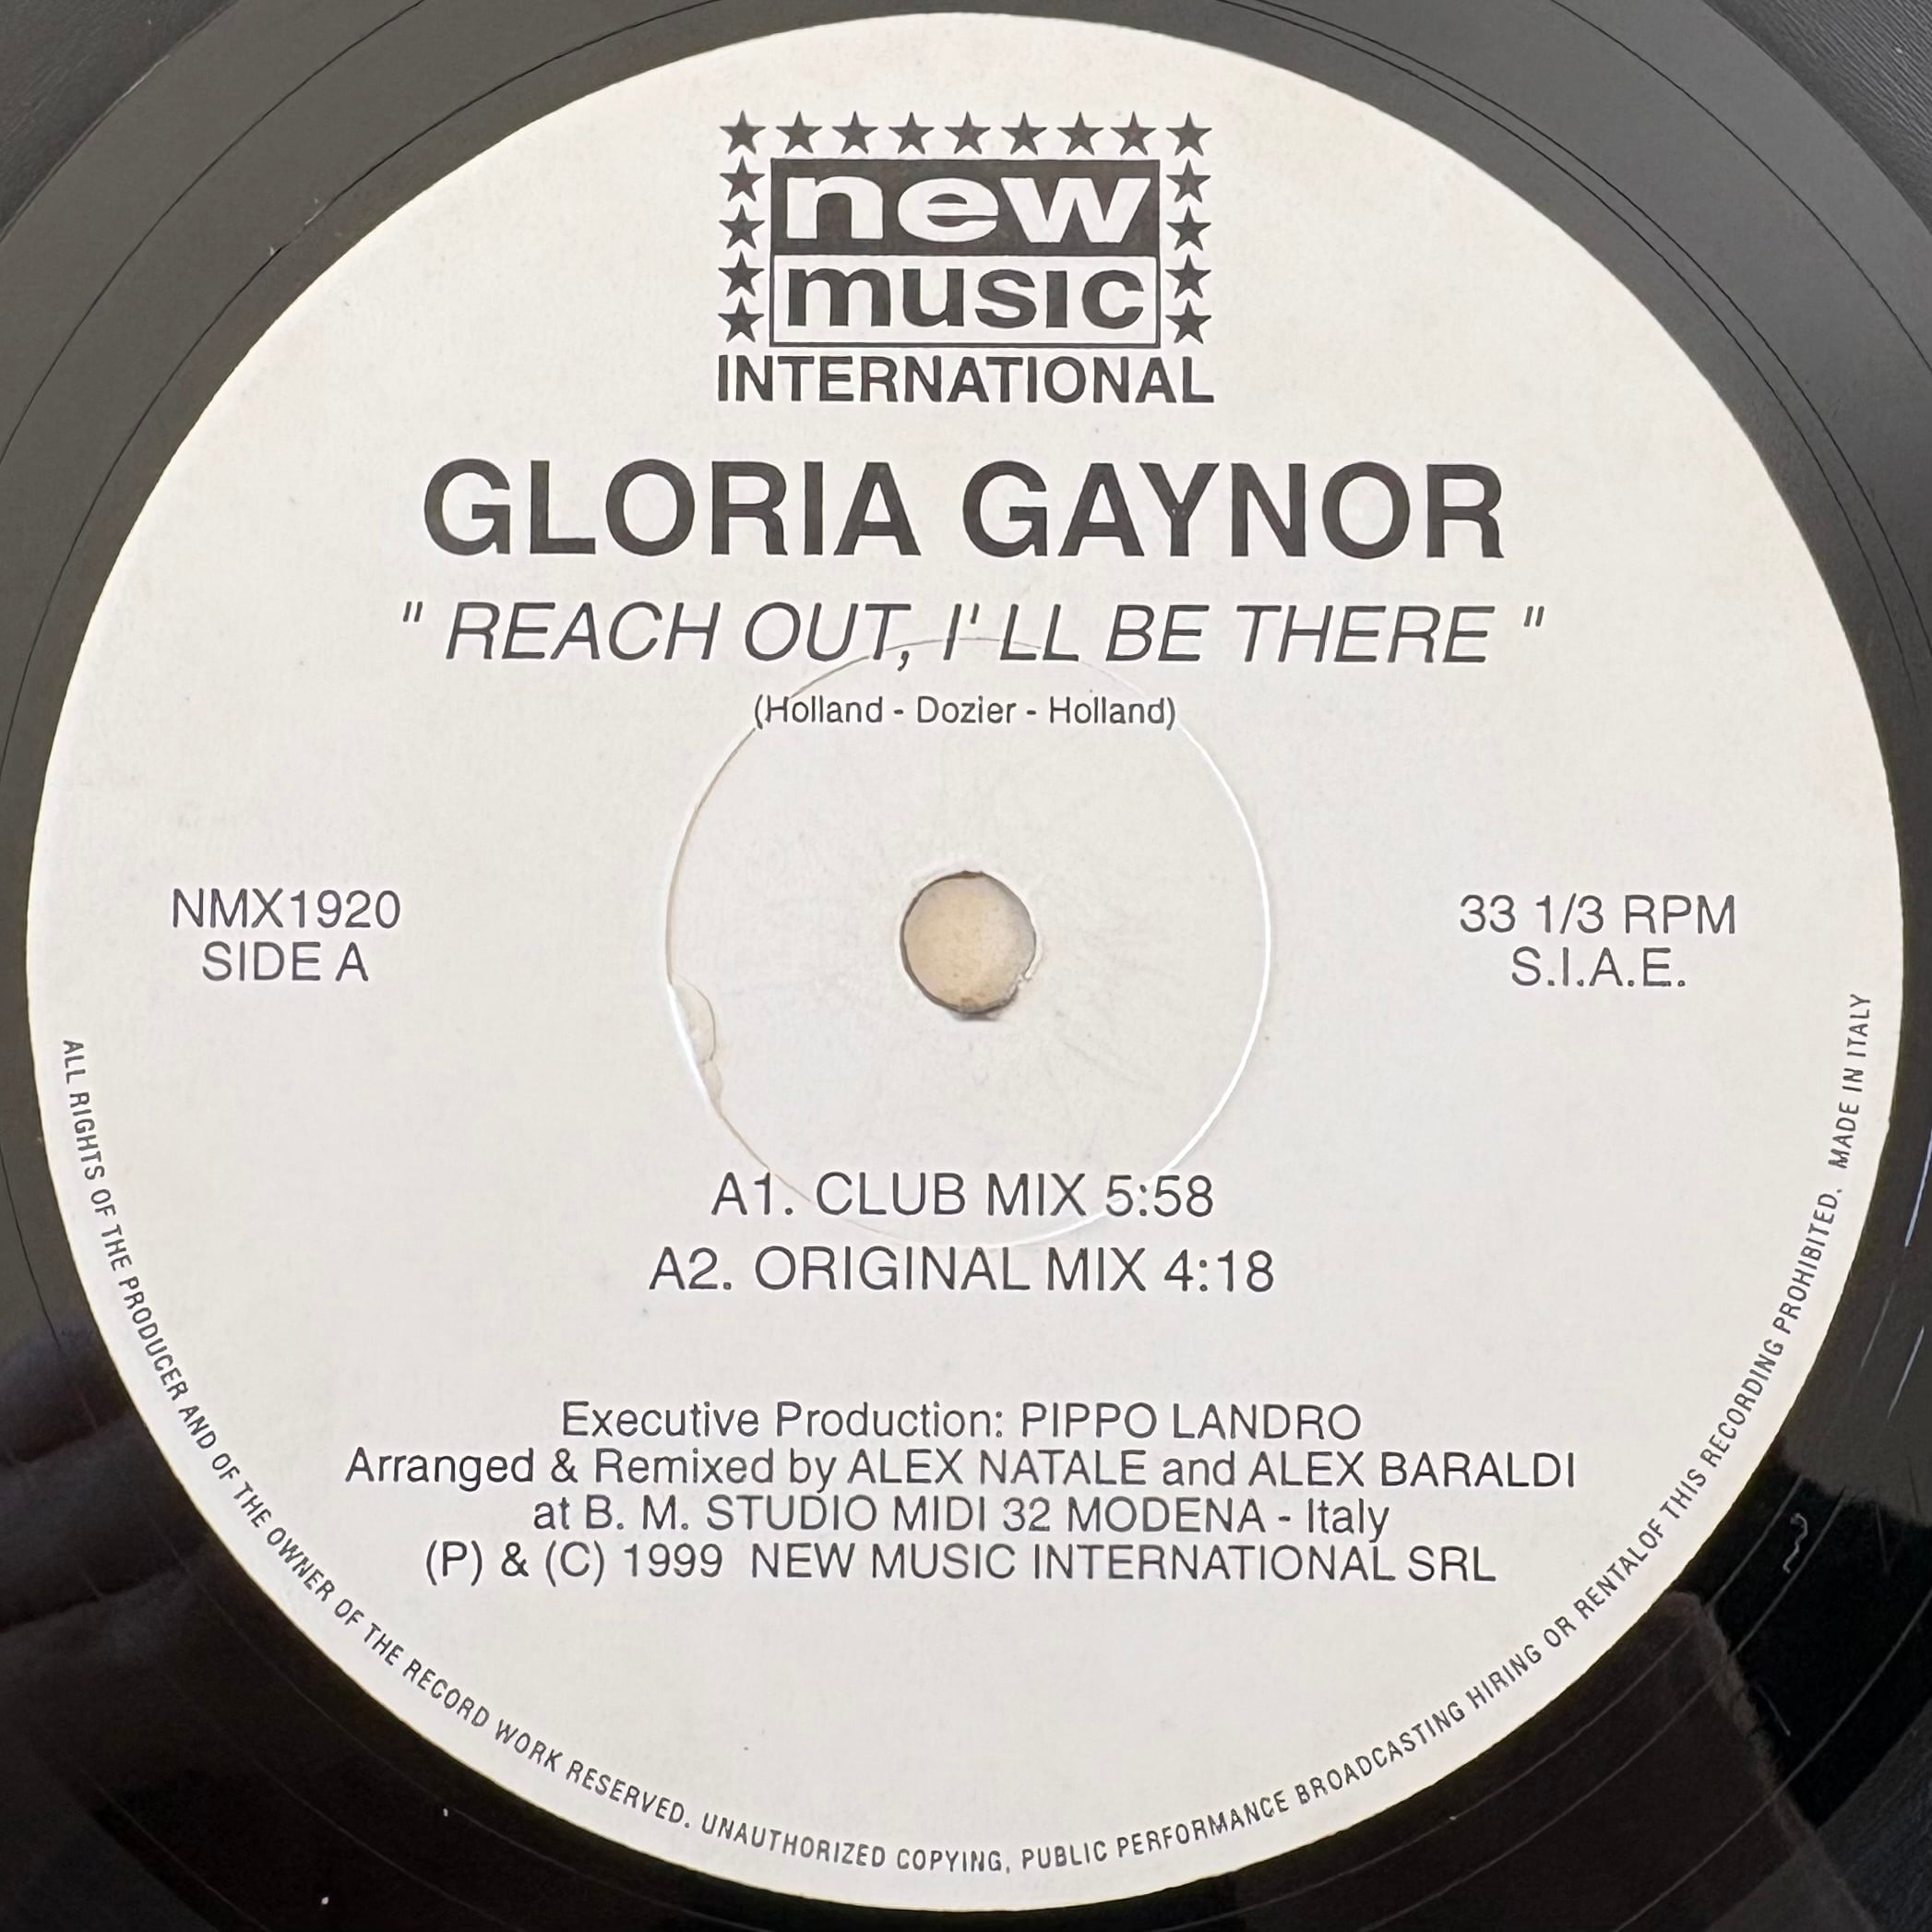 new
music
INTERNATIONAL
GLORIA GAYNOR
" REACH OUT, I'LL BE THERE "
(Holland - Dozier - Holland)
NMX1920
SIDE A
33 1/3 RPM
S.I.A.E.
A1. CLUB MIX 5:58
A2. ORIGINAL MIX 4:18
Executive Production: PIPPO LANDRO
Arranged & Remixed by ALEX NATALE and ALEX BARALDI
at B. M. STUDIO MIDI 32 MODENA - Italy
(P) & (C) 1999 NEW MUSIC INTERNATIONAL SRL
ALL RIGHTS OF THE PRODUCER AND OF THE OWNER OF THE RECORD WORK RESERVED. UNAUTHORIZED COPYING, PUBLIC PERFORMANCE BROADCASTING HIRING OR RENTALOF THIS RECORDING PROHIBITED. MADE IN ITALY